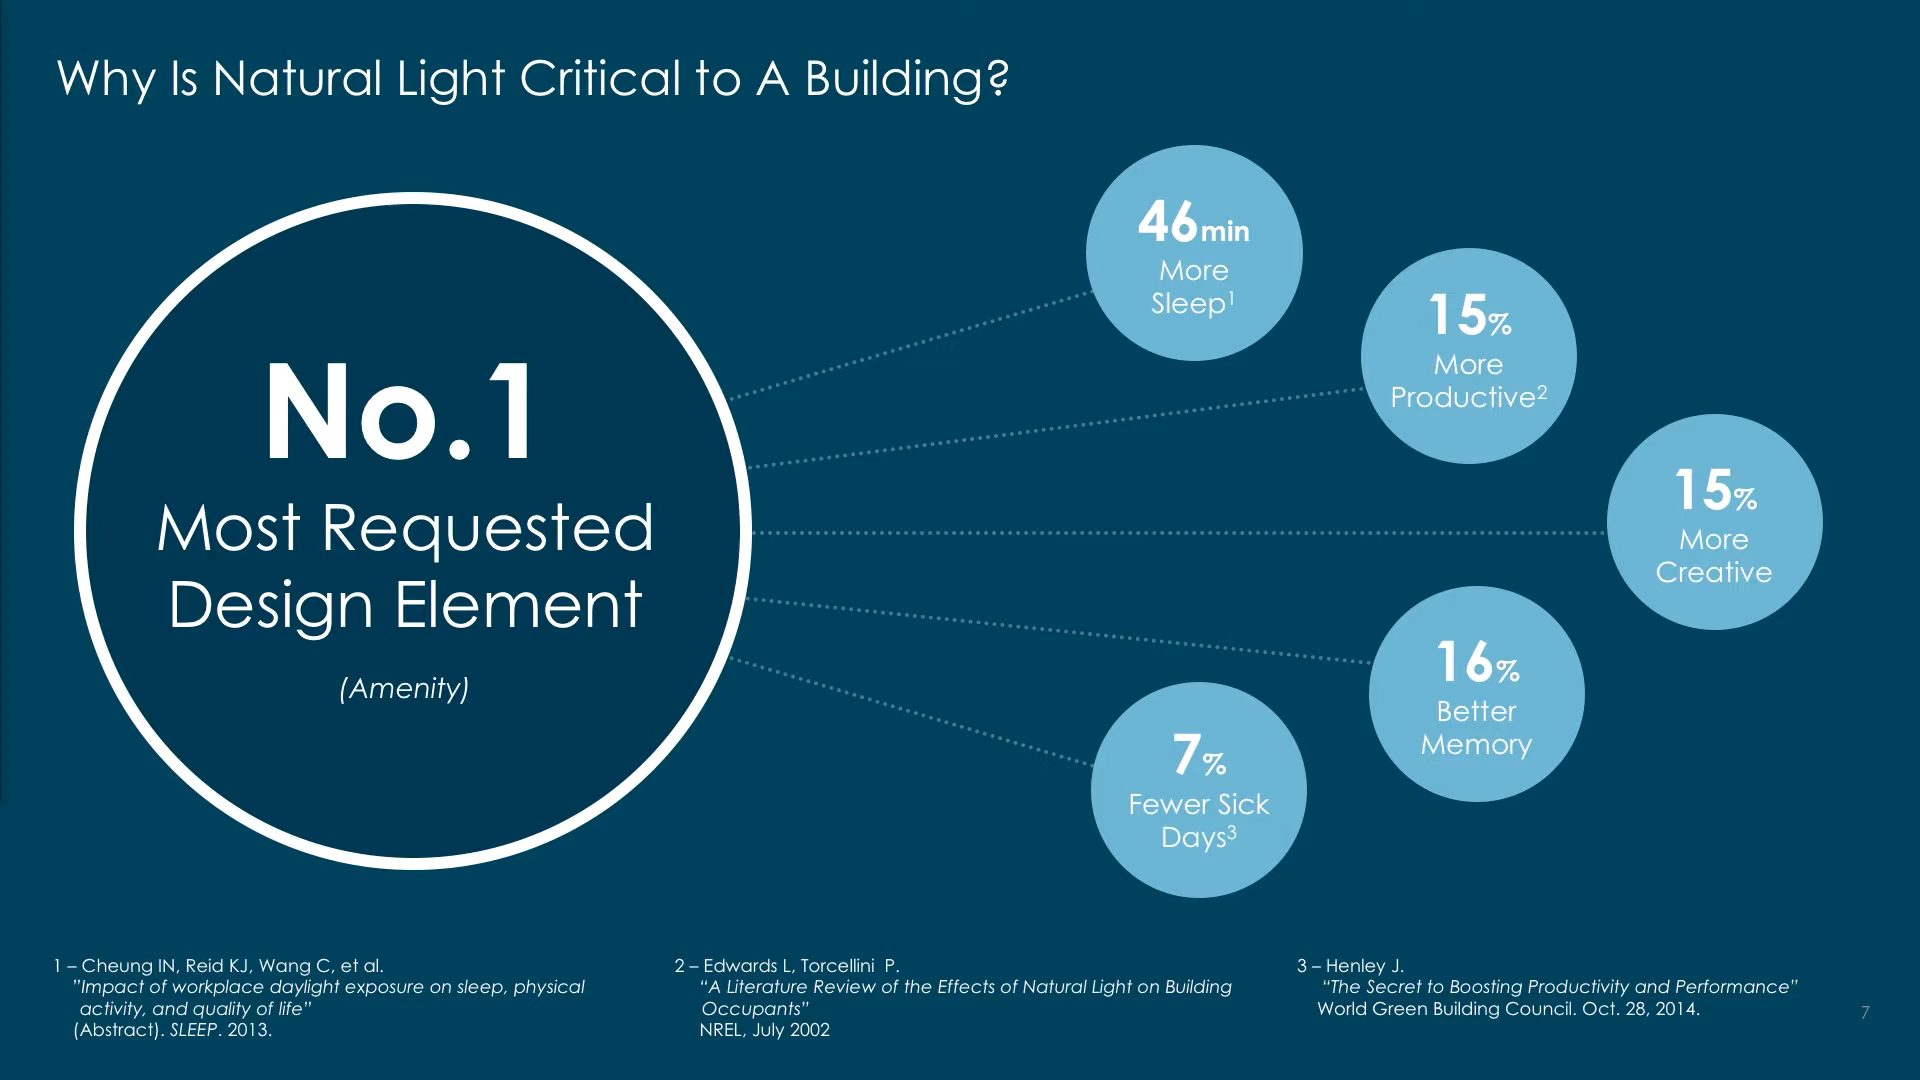 Why Is Natural Light Critical to A Building?
No.1
Most Requested
Design Element
(Amenity)
46min
More
Sleep¹
15%
More
Productive²
15%
More
Creative
16%
Better
Memory
7%
Fewer Sick
Days³
1 – Cheung IN, Reid KJ, Wang C, et al.
”Impact of workplace daylight exposure on sleep, physical
activity, and quality of life”
(Abstract). SLEEP. 2013.
2 – Edwards L, Torcellini  P.
“A Literature Review of the Effects of Natural Light on Building
Occupants”
NREL, July 2002
3 – Henley J.
“The Secret to Boosting Productivity and Performance”
World Green Building Council. Oct. 28, 2014.
7